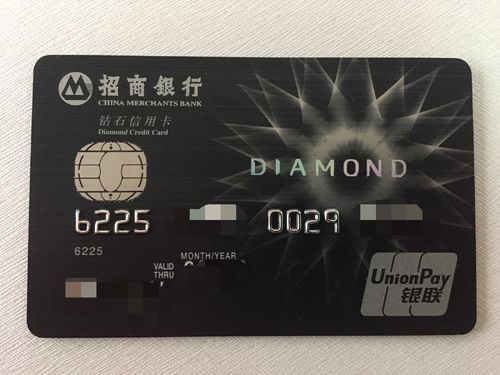 招商銀行
CHINA MERCHANTS BANK
钻石信用卡
Diamond Credit Card
DIAMOND
6225 0029
6225
MONTH/YEAR
VALID
THRU
UnionPay
银联